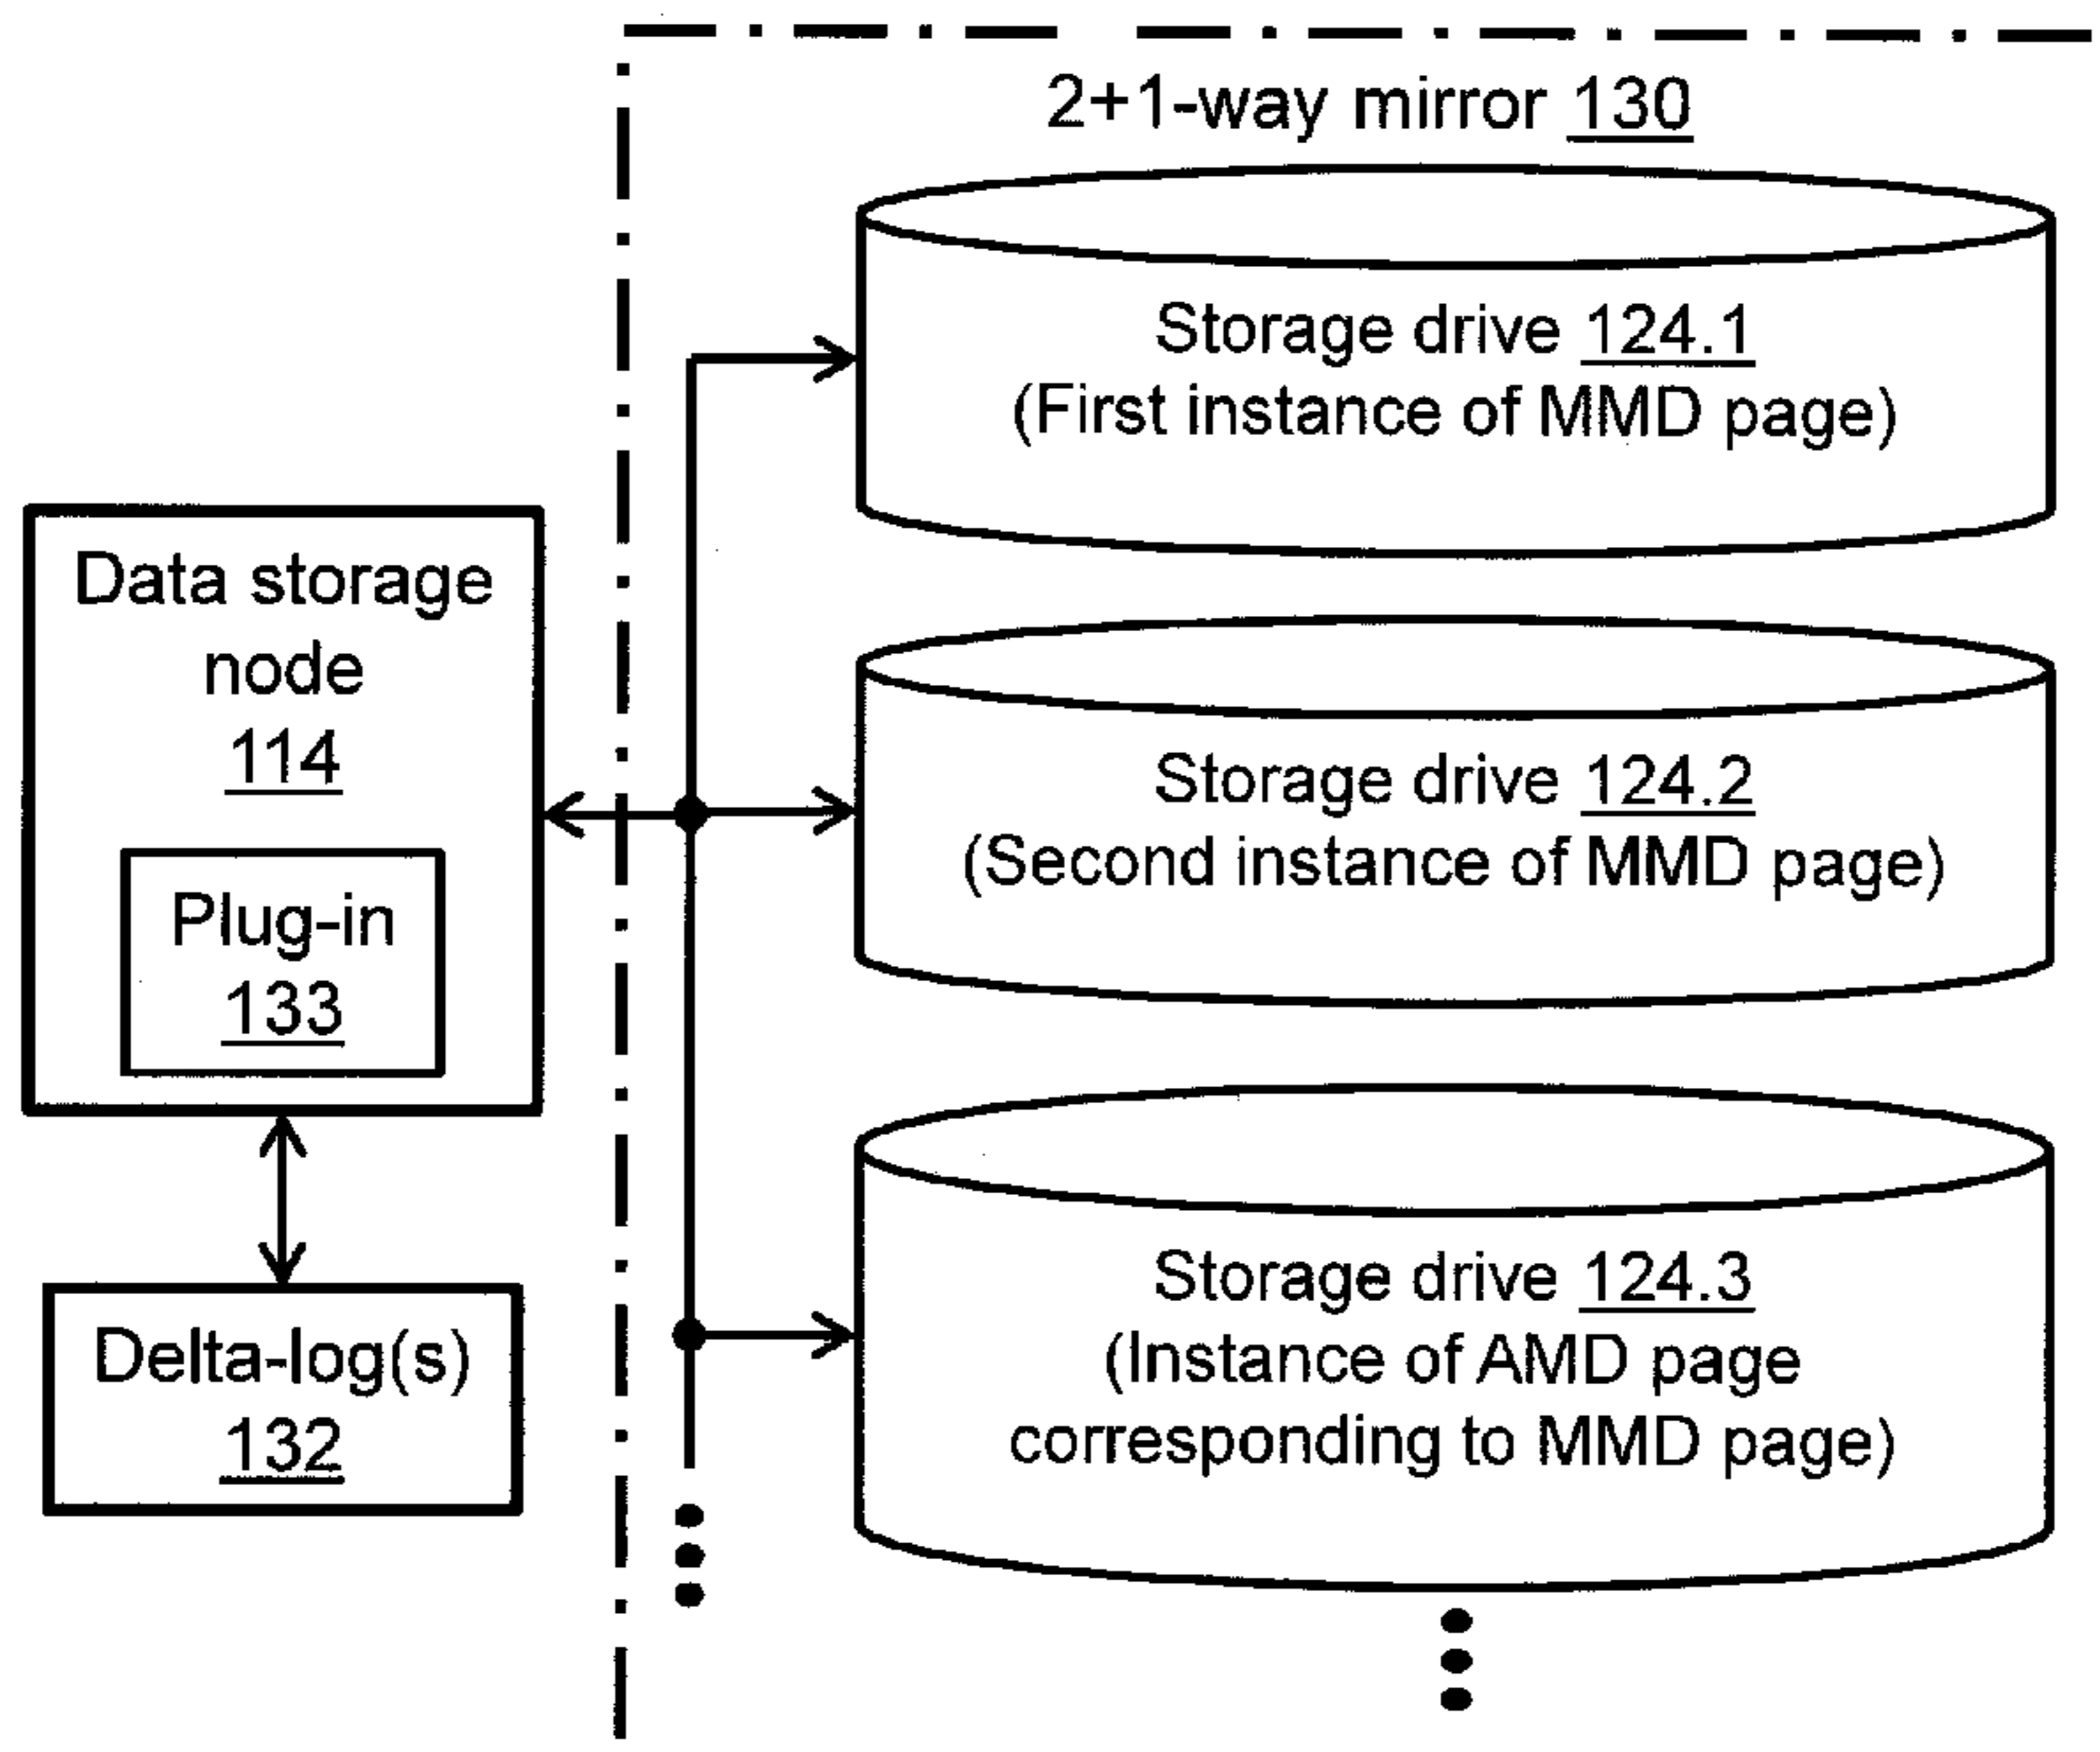 2+1-way mirror 130
Storage drive 124.1
(First instance of MMD page)
Data storage
node
114
Plug-in
133
Storage drive 124.2
(Second instance of MMD page)
Delta-log(s)
132
Storage drive 124.3
(Instance of AMD page
corresponding to MMD page)